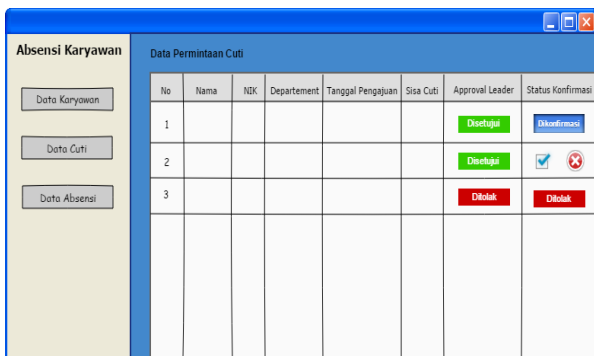 Absensi Karyawan
Data Karyawan
Data Cuti
Data Absensi
Data Permintaan Cuti
No Nama NIK Departement Tanggal Pengajuan Sisa Cuti Approval Leader Status Konfirmasi
1 Disetujui Dikonfirmasi
2 Disetujui
3 Ditolak Ditolak